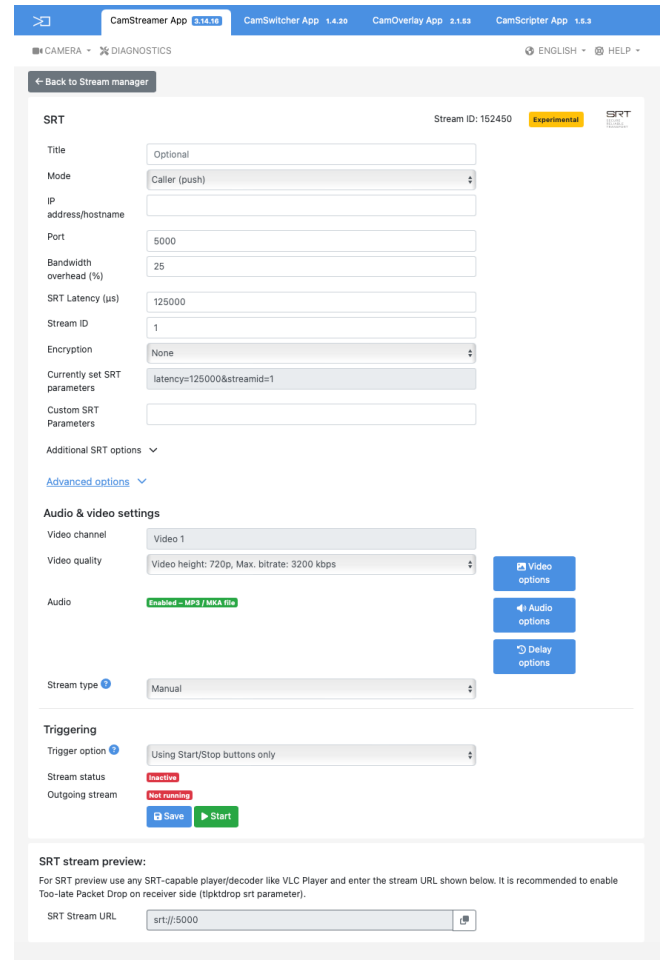 CamStreamer App 3.14.16 CamSwitcher App 1.4.20 CamOverlay App 2.1.53 CamScripter App 1.5.3
CAMERA DIAGNOSTICS ENGLISH HELP
Back to Stream manager
SRT Stream ID: 152450 Experimental SRT
SECURE
RELIABLE
TRANSPORT
Title Optional
Mode Caller (push)
IP
address/hostname
Port 5000
Bandwidth
overhead (%) 25
SRT Latency (µs) 125000
Stream ID 1
Encryption None
Currently set SRT
parameters latency=125000&streamid=1
Custom SRT
Parameters
Additional SRT options
Advanced options
Audio & video settings
Video channel Video 1
Video quality Video height: 720p, Max. bitrate: 3200 kbps Video
options
Audio Enabled – MP3 / MKA file Audio
options
Delay
options
Stream type ? Manual
Triggering
Trigger option ? Using Start/Stop buttons only
Stream status Inactive
Outgoing stream Not running
Save Start
SRT stream preview:
For SRT preview use any SRT-capable player/decoder like VLC Player and enter the stream URL shown below. It is recommended to enable
Too-late Packet Drop on receiver side (tlpktdrop srt parameter).
SRT Stream URL srt://:5000